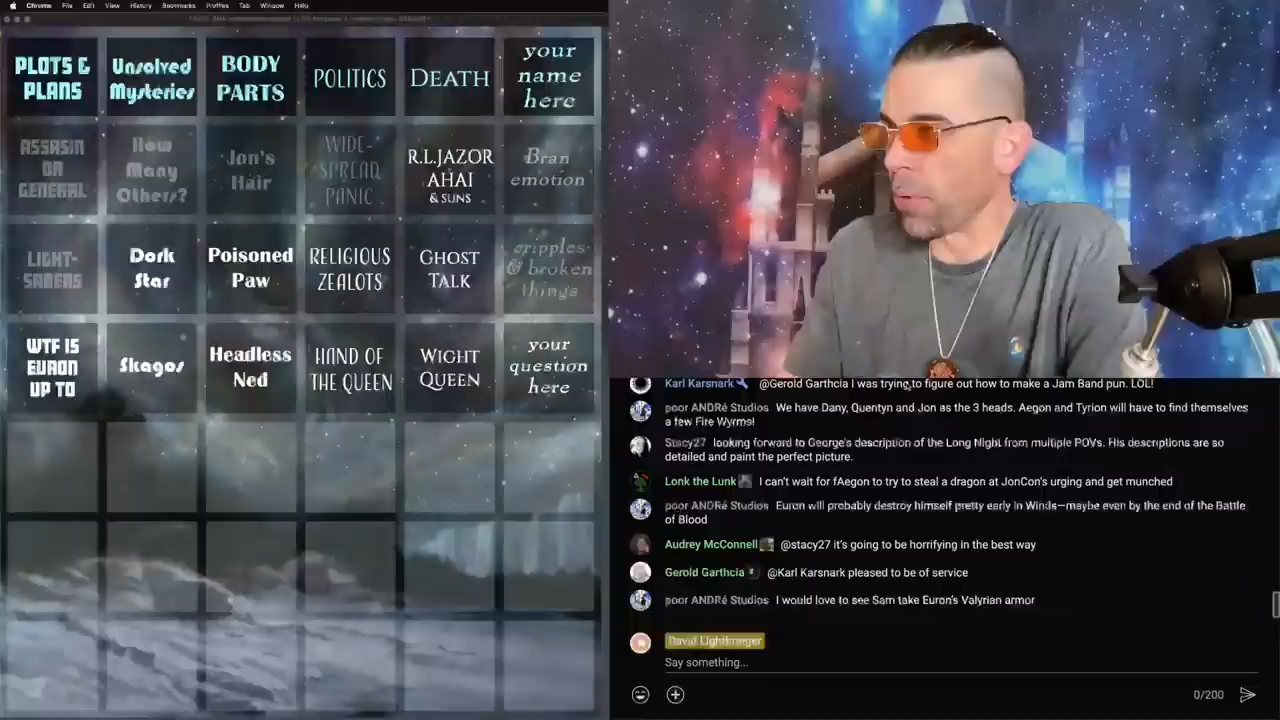 Chrome File Edit View History Bookmarks Profiles Tab Window Help
PLOTS &
PLANS
Unsolved
Mysteries
BODY
PARTS
POLITICS
DEATH
your
name
here
ASSASIN
OR
GENERAL
How
Many
Others?
Jon's
Hair
WIDE-
SPREAD
PANIC
R.L.JAZOR
AHAI
& SUNS
Bran
emotion
LIGHT-
SABERS
Dork
Star
Poisoned
Paw
RELIGIOUS
ZEALOTS
GHOST
TALK
cripples
& broken
things
WTF IS
EURON
UP TO
Skagos
Headless
Ned
HAND OF
THE QUEEN
WIGHT
QUEEN
your
question
here
Karl Karsnark @Gerold Garthcia I was trying to figure out how to make a Jam Band pun. LOL!
poor ANDRé Studios We have Dany, Quentyn and Jon as the 3 heads. Aegon and Tyrion will have to find themselves
a few Fire Wyrms!
Stacy27 looking forward to George's description of the Long Night from multiple POVs. His descriptions are so
detailed and paint the perfect picture.
Lonk the Lunk I can't wait for fAegon to try to steal a dragon at JonCon's urging and get munched
poor ANDRé Studios Euron will probably destroy himself pretty early in Winds—maybe even by the end of the Battle
of Blood
Audrey McConnell @stacy27 it's going to be horrifying in the best way
Gerold Garthcia @Karl Karsnark pleased to be of service
poor ANDRé Studios I would love to see Sam take Euron's Valyrian armor
David Lightbringer
Say something...
0/200